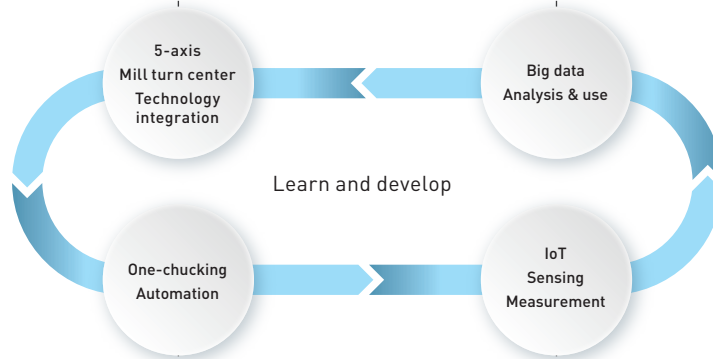 5-axis
Mill turn center
Technology
integration
Big data
Analysis & use
Learn and develop
One-chucking
Automation
IoT
Sensing
Measurement